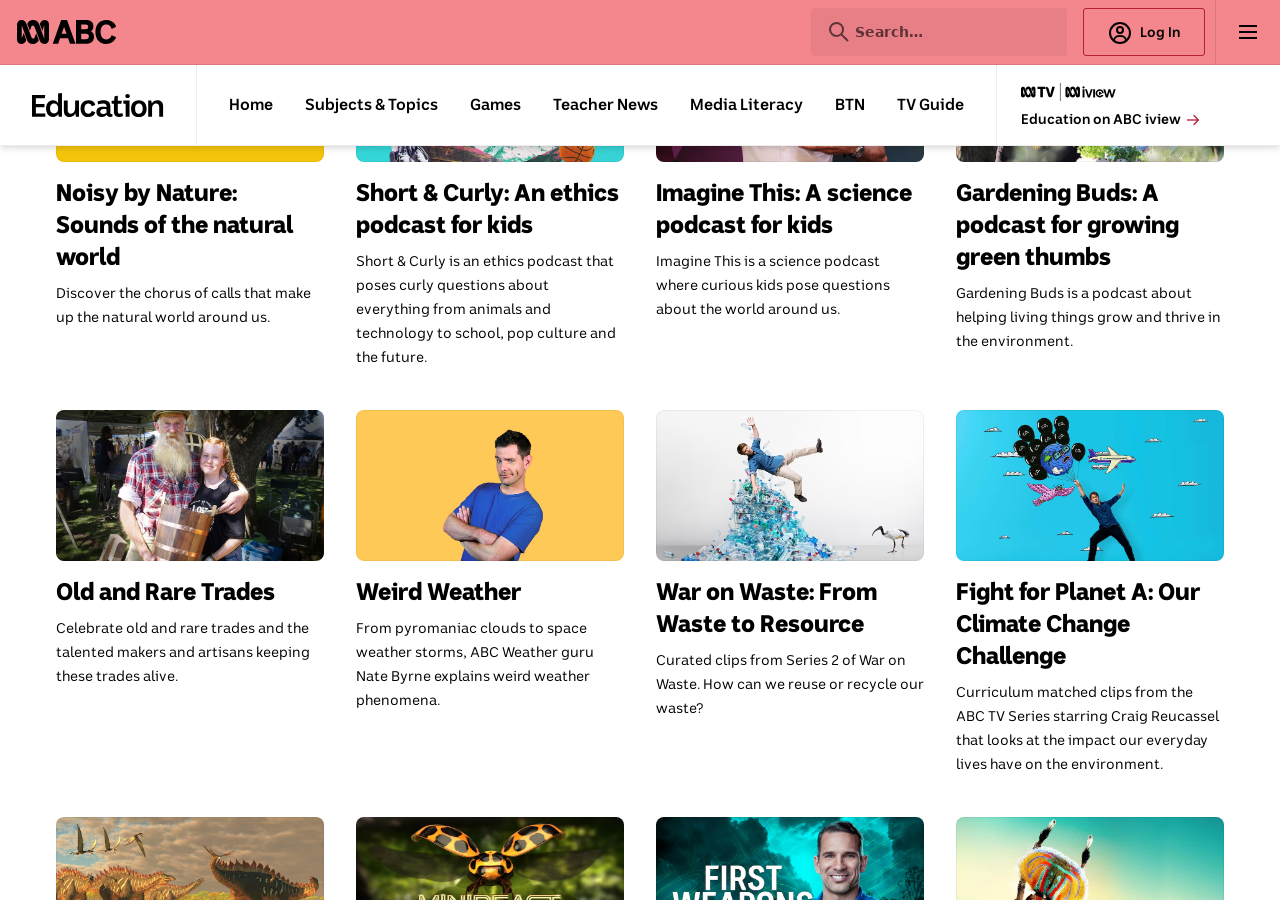 ABC
Search...
Log In
Education
Home
Subjects & Topics
Games
Teacher News
Media Literacy
BTN
TV Guide
TV
iview
Education on ABC iview
Noisy by Nature:
Sounds of the natural
world
Discover the chorus of calls that make
up the natural world around us.
Short & Curly: An ethics
podcast for kids
Short & Curly is an ethics podcast that
poses curly questions about
everything from animals and
technology to school, pop culture and
the future.
Imagine This: A science
podcast for kids
Imagine This is a science podcast
where curious kids pose questions
about the world around us.
Gardening Buds: A
podcast for growing
green thumbs
Gardening Buds is a podcast about
helping living things grow and thrive in
the environment.
Old and Rare Trades
Celebrate old and rare trades and the
talented makers and artisans keeping
these trades alive.
Weird Weather
From pyromaniac clouds to space
weather storms, ABC Weather guru
Nate Byrne explains weird weather
phenomena.
War on Waste: From
Waste to Resource
Curated clips from Series 2 of War on
Waste. How can we reuse or recycle our
waste?
Fight for Planet A: Our
Climate Change
Challenge
Curriculum matched clips from the
ABC TV Series starring Craig Reucassel
that looks at the impact our everyday
lives have on the environment.
FIRST
WEAPONS